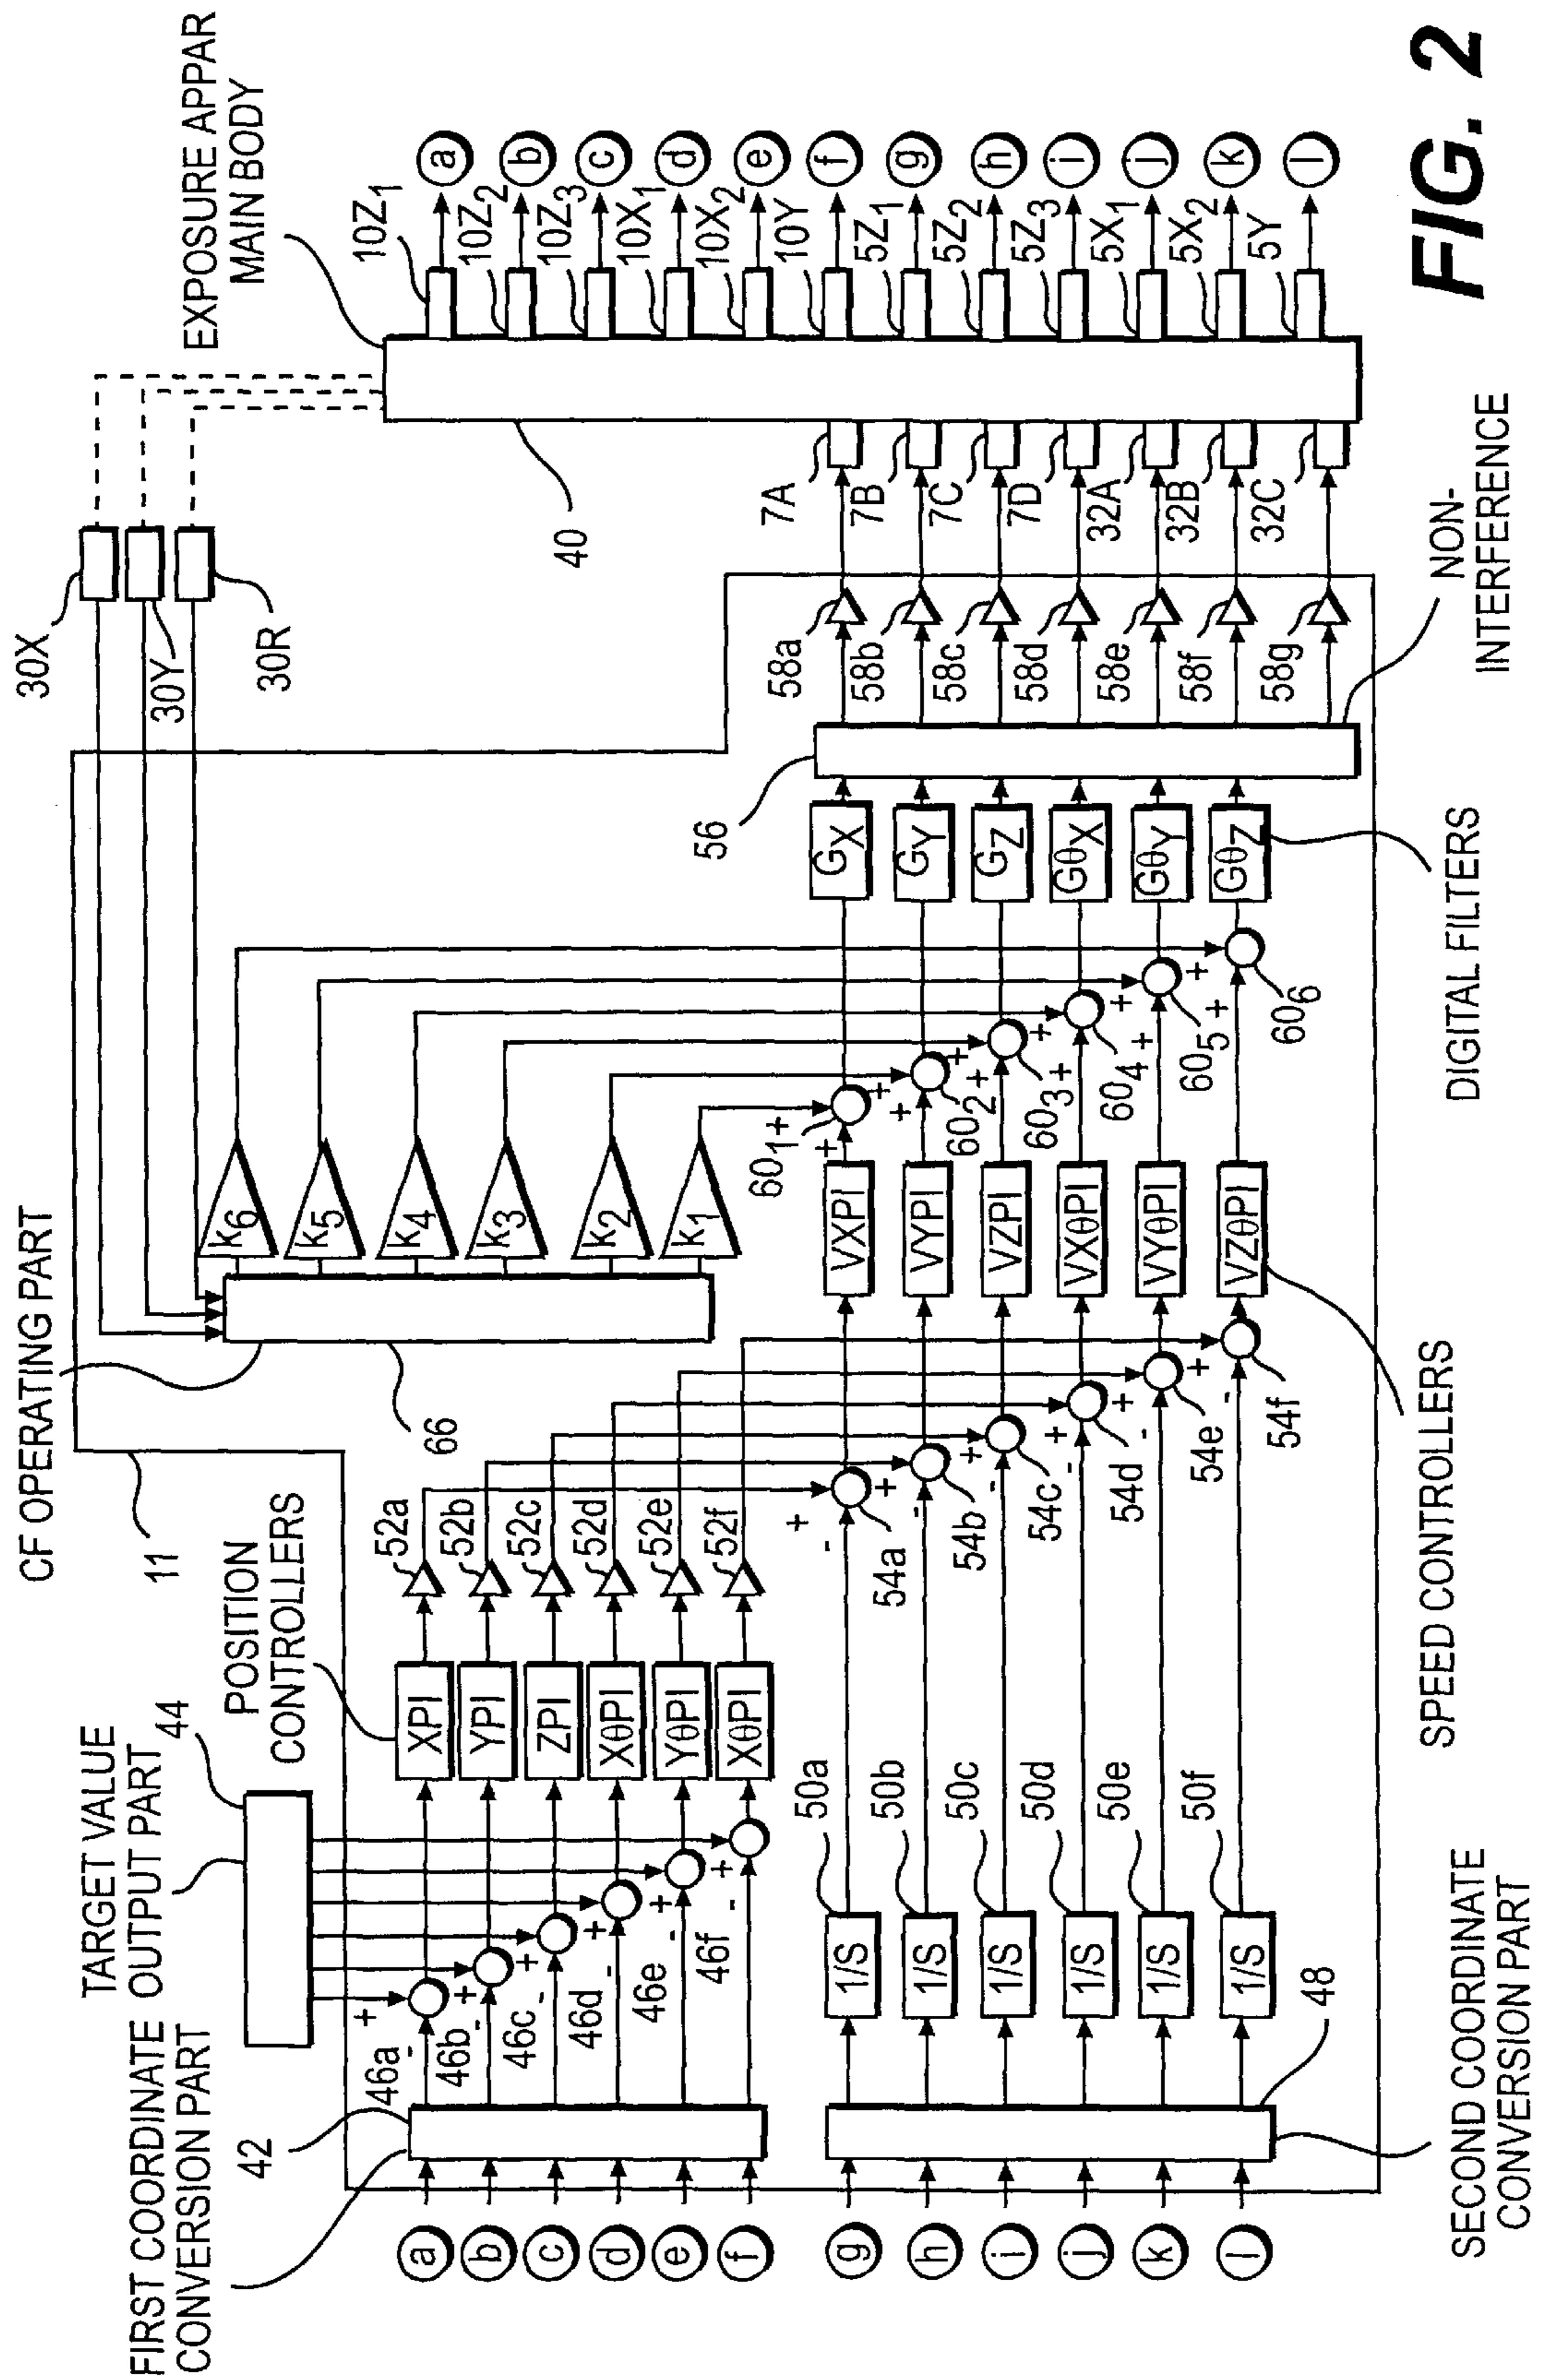 FIRST COORDINATE
CONVERSION PART
42
TARGET VALUE
OUTPUT PART
44
POSITION
CONTROLLERS
11
CF OPERATING PART
66
30X
30Y
30R
EXPOSURE APPAR
MAIN BODY
40
a
b
c
d
e
f
g
h
i
j
k
l
46a
46b
46c
46d
46e
46f
+
-
+
-
+
-
+
-
+
-
+
-
XPI
YPI
ZPI
XθPI
YθPI
XθPI
52a
52b
52c
52d
52e
52f
1/S
1/S
1/S
1/S
1/S
1/S
50a
50b
50c
50d
50e
50f
48
SECOND COORDINATE
CONVERSION PART
+
-
+
-
+
-
+
-
+
-
+
-
54a
54b
54c
54d
54e
54f
VXPI
VYPI
VZPI
VXθPI
VYθPI
VZθPI
SPEED CONTROLLERS
k6
k5
k4
k3
k2
k1
601
602
603
604
605
606
+
+
+
+
+
+
+
+
+
+
+
+
GX
GY
GZ
GθX
GθY
GθZ
DIGITAL FILTERS
56
NON-
INTERFERENCE
58a
58b
58c
58d
58e
58f
58g
7A
7B
7C
7D
32A
32B
32C
10Z1
10Z2
10Z3
10X1
10X2
10Y
5Z1
5Z2
5Z3
5X1
5X2
5Y
a
b
c
d
e
f
g
h
i
j
k
l
FIG. 2